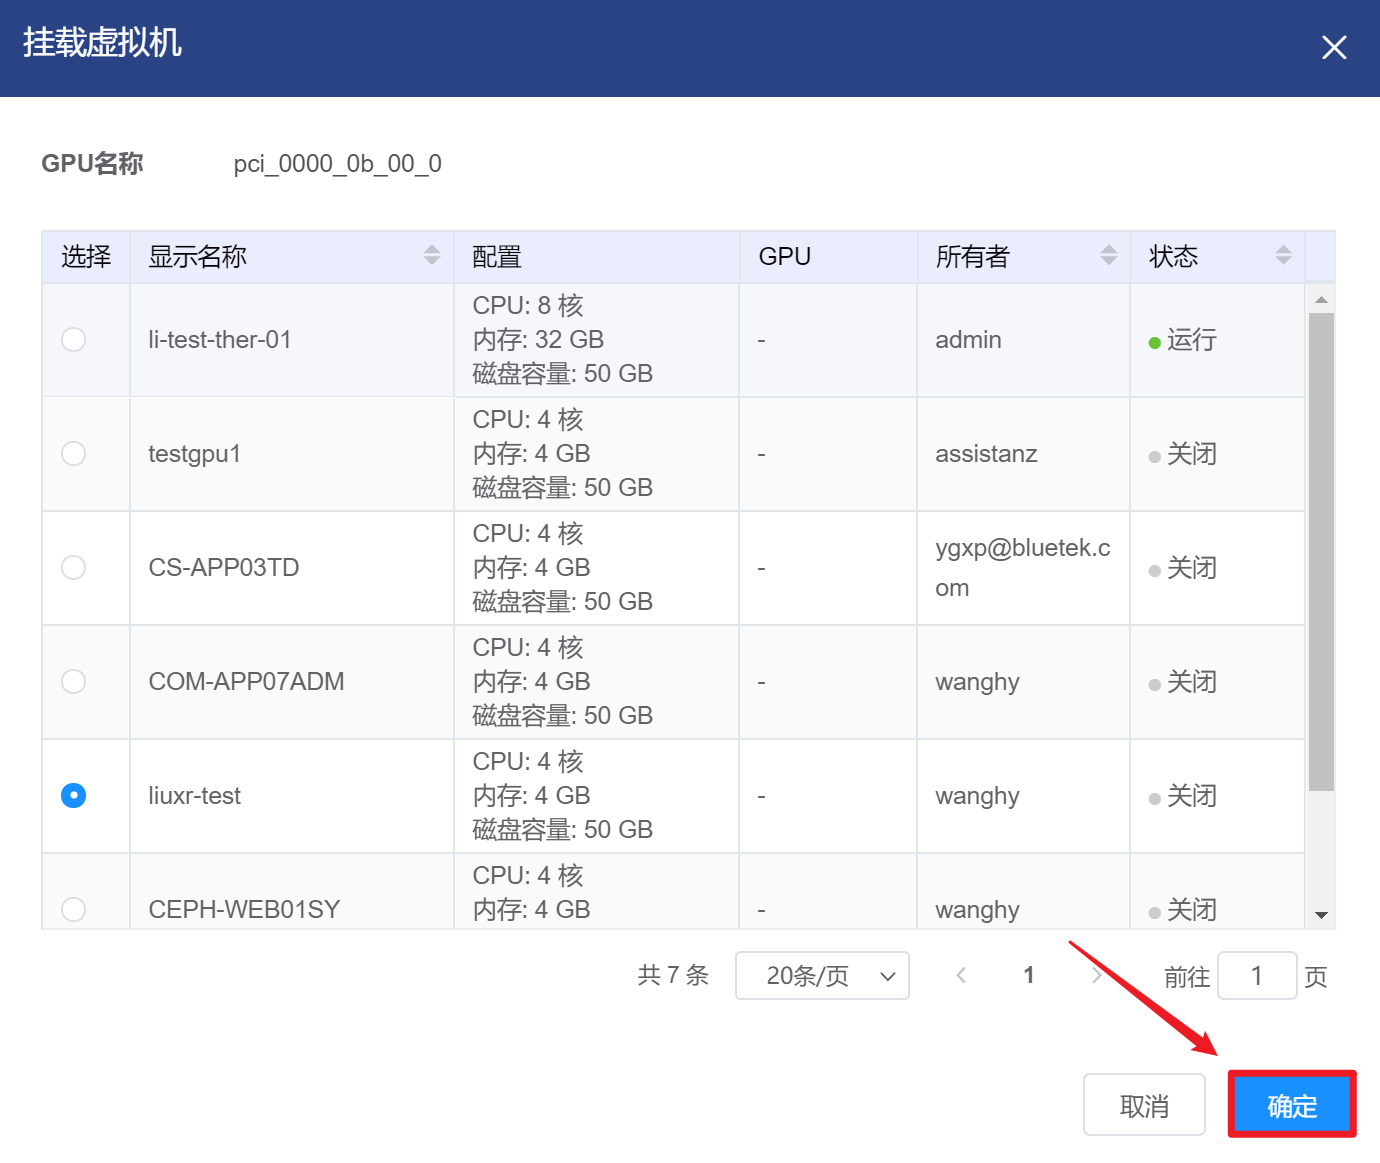 挂载虚拟机
GPU名称 pci_0000_0b_00_0
选择 显示名称 配置 GPU 所有者 状态
CPU: 8 核
li-test-ther-01 内存: 32 GB - admin 运行
磁盘容量: 50 GB
CPU: 4 核
testgpu1 内存: 4 GB - assistanz 关闭
磁盘容量: 50 GB
CPU: 4 核
CS-APP03TD 内存: 4 GB - ygxp@bluetek.c 关闭
om
磁盘容量: 50 GB
CPU: 4 核
COM-APP07ADM 内存: 4 GB - wanghy 关闭
磁盘容量: 50 GB
CPU: 4 核
liuxr-test 内存: 4 GB - wanghy 关闭
磁盘容量: 50 GB
CPU: 4 核
CEPH-WEB01SY 内存: 4 GB - wanghy 关闭
共 7 条 20条/页 1 前往 1 页
取消 确定